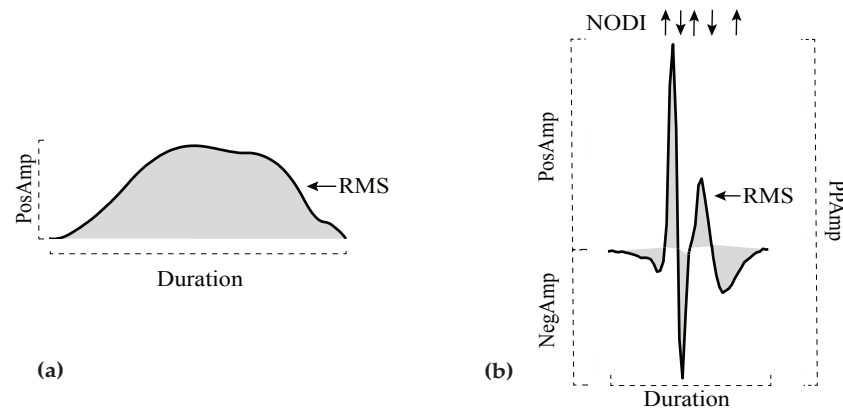 PosAmp
RMS
Duration
(a)
NODI
PosAmp
NegAmp
RMS
PPAmp
Duration
(b)